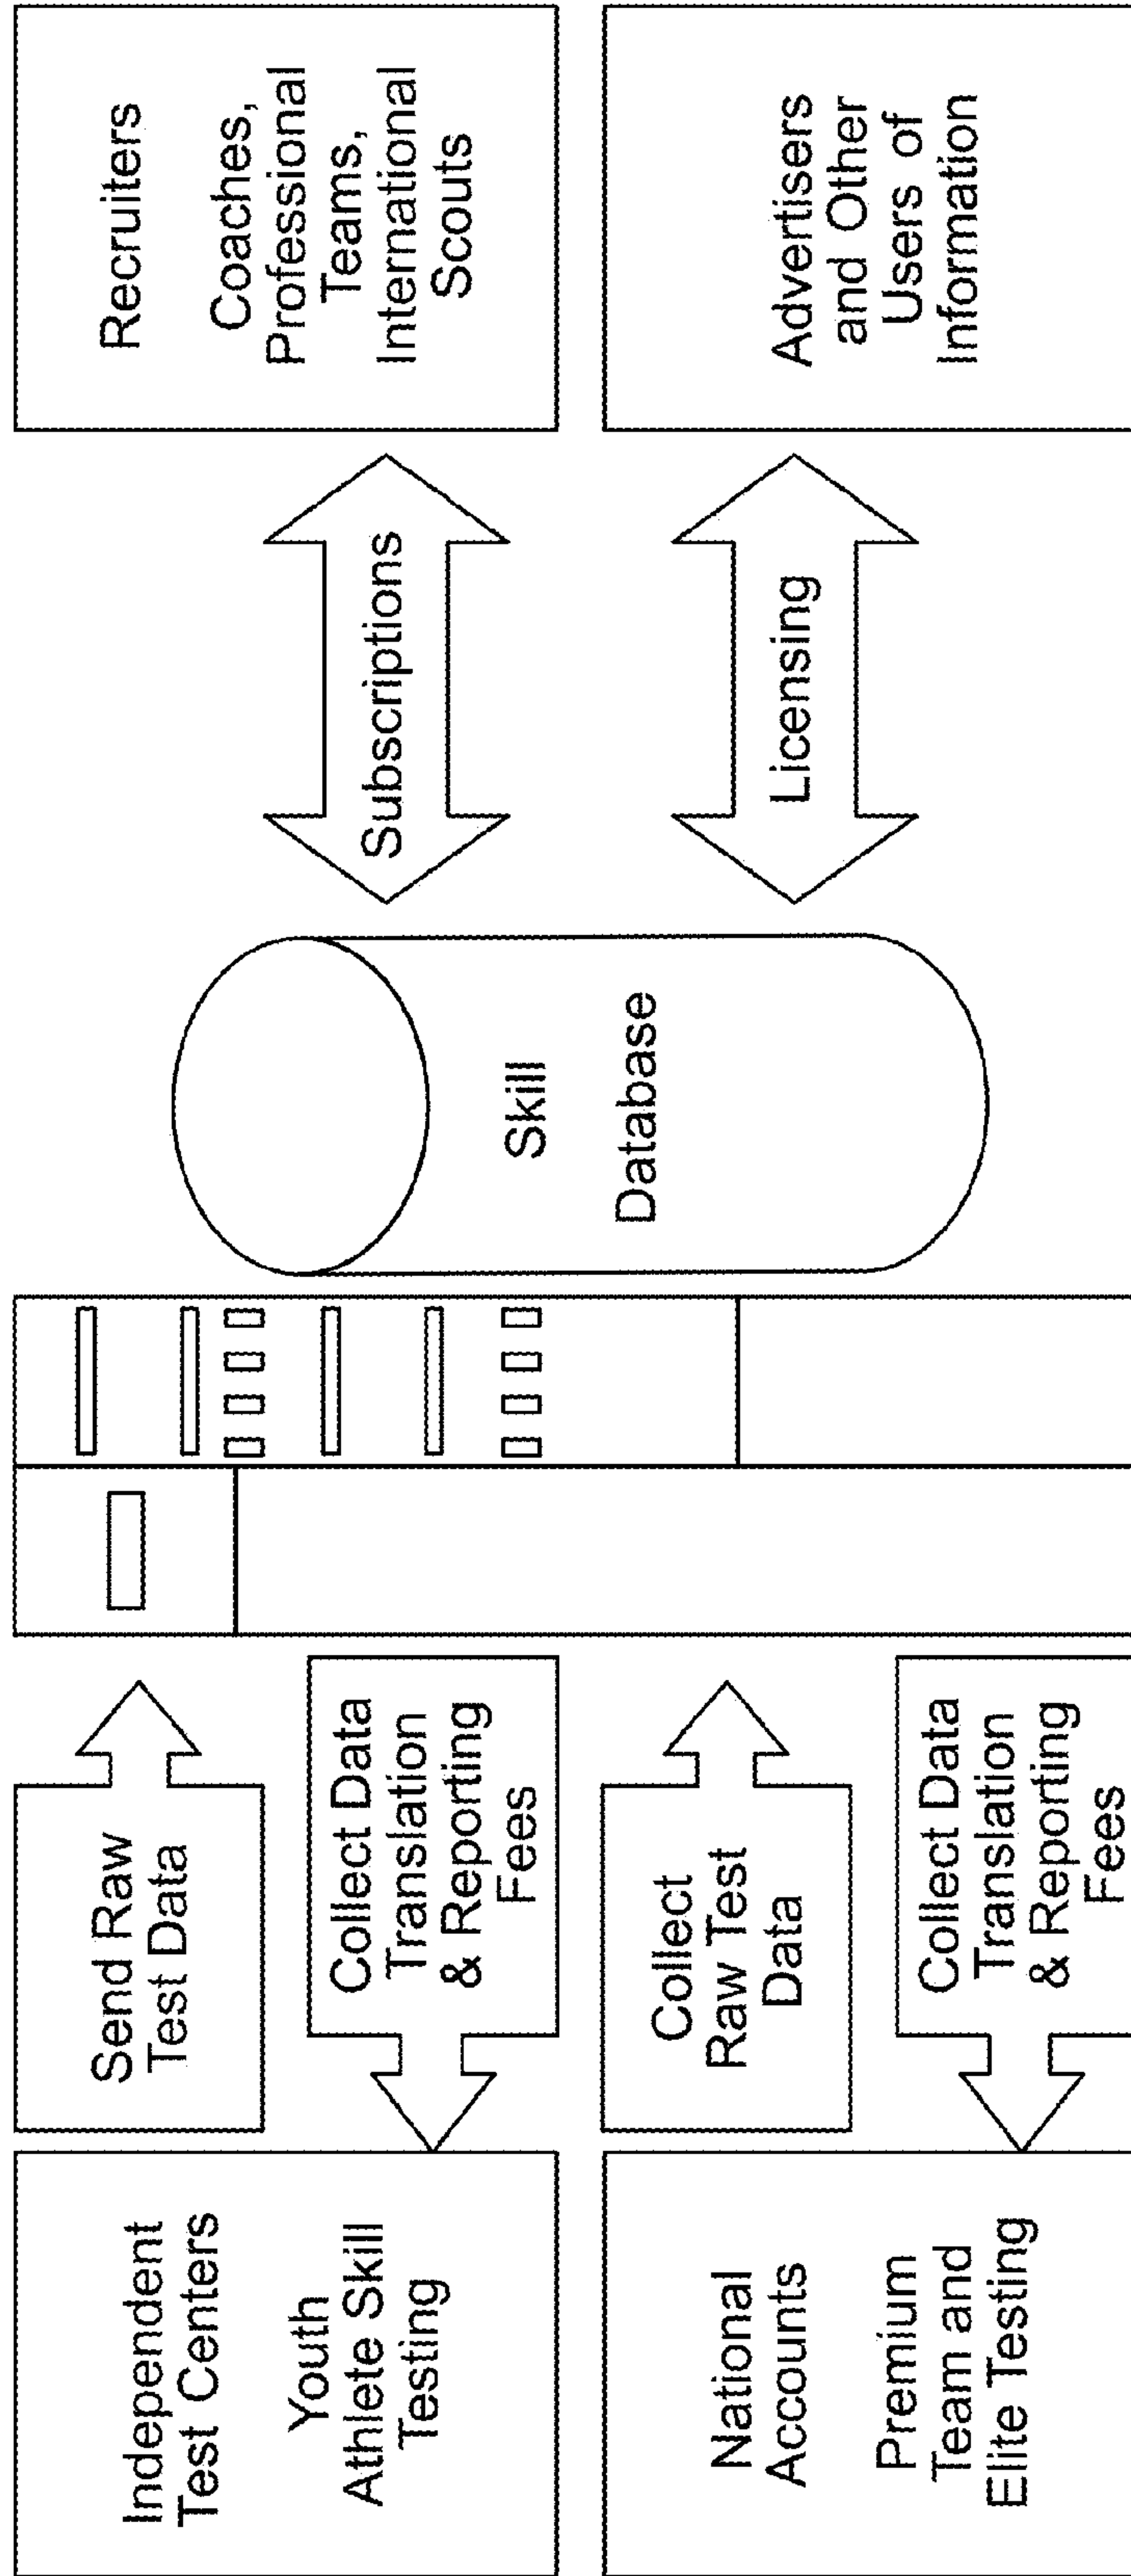 Independent
Test Centers
Youth
Athlete Skill
Testing
National
Accounts
Premium
Team and
Elite Testing
Send Raw
Test Data
Collect Data
Translation
& Reporting
Fees
Collect
Raw Test
Data
Collect Data
Translation
& Reporting
Fees
Skill
Database
Subscriptions
Licensing
Recruiters
Coaches,
Professional
Teams,
International
Scouts
Advertisers
and Other
Users of
Information